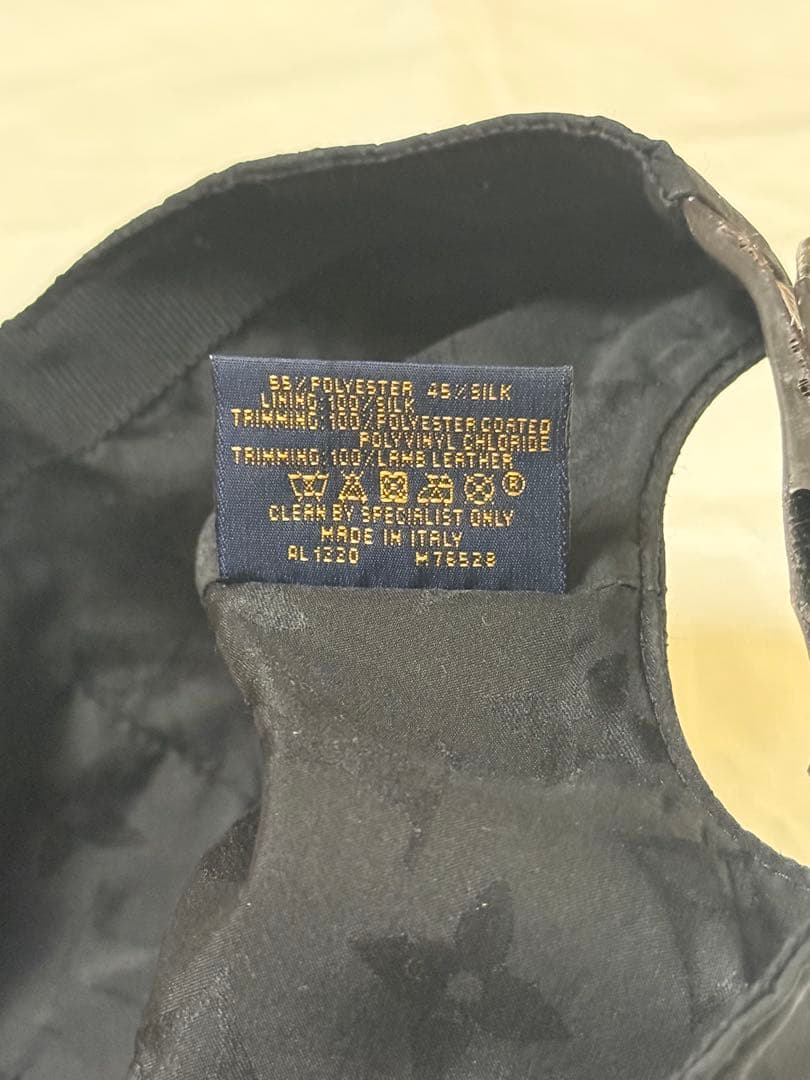 55%POLYESTER 45%SILK
LINING:100%SILK
TRIMMING:100%POLYESTER COATED
POLYVINYL CHLORIDE
TRIMMING:100%LAMB LEATHER
®
CLEAN BY SPECIALIST ONLY
MADE IN ITALY
AL1220 M76528